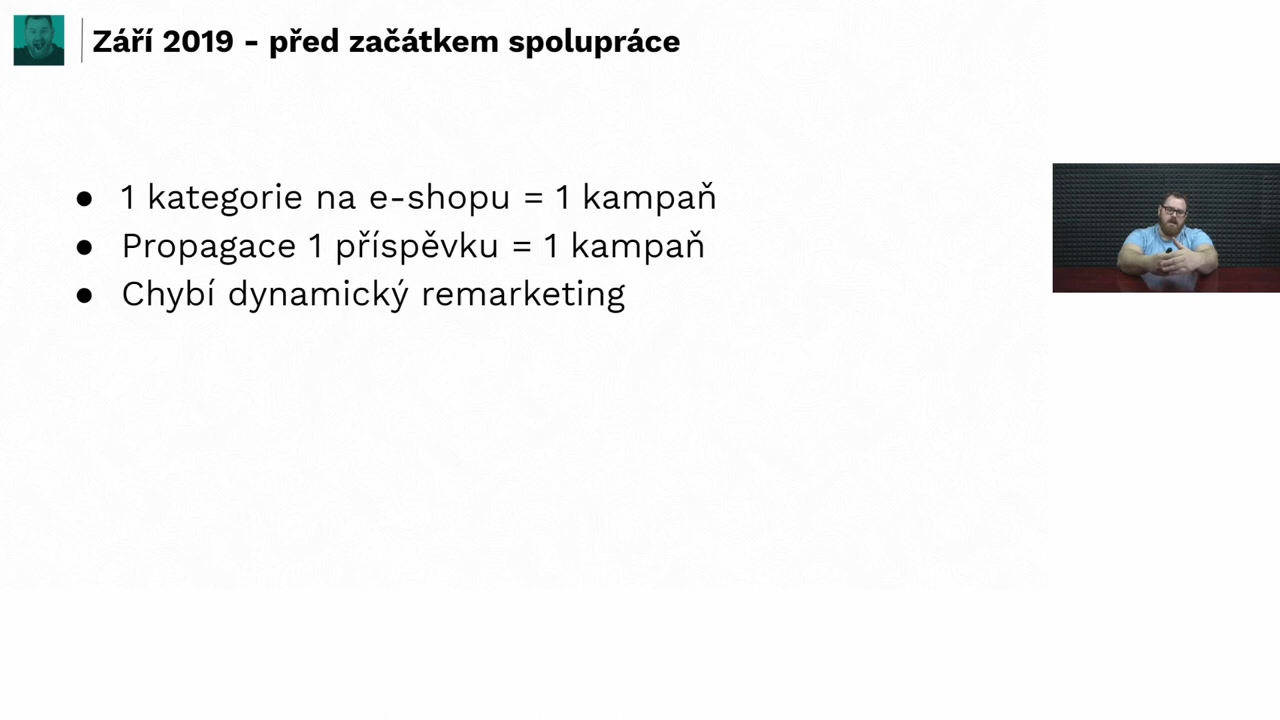 Září 2019 - před začátkem spolupráce
● 1 kategorie na e-shopu = 1 kampaň
● Propagace 1 příspěvku = 1 kampaň
● Chybí dynamický remarketing